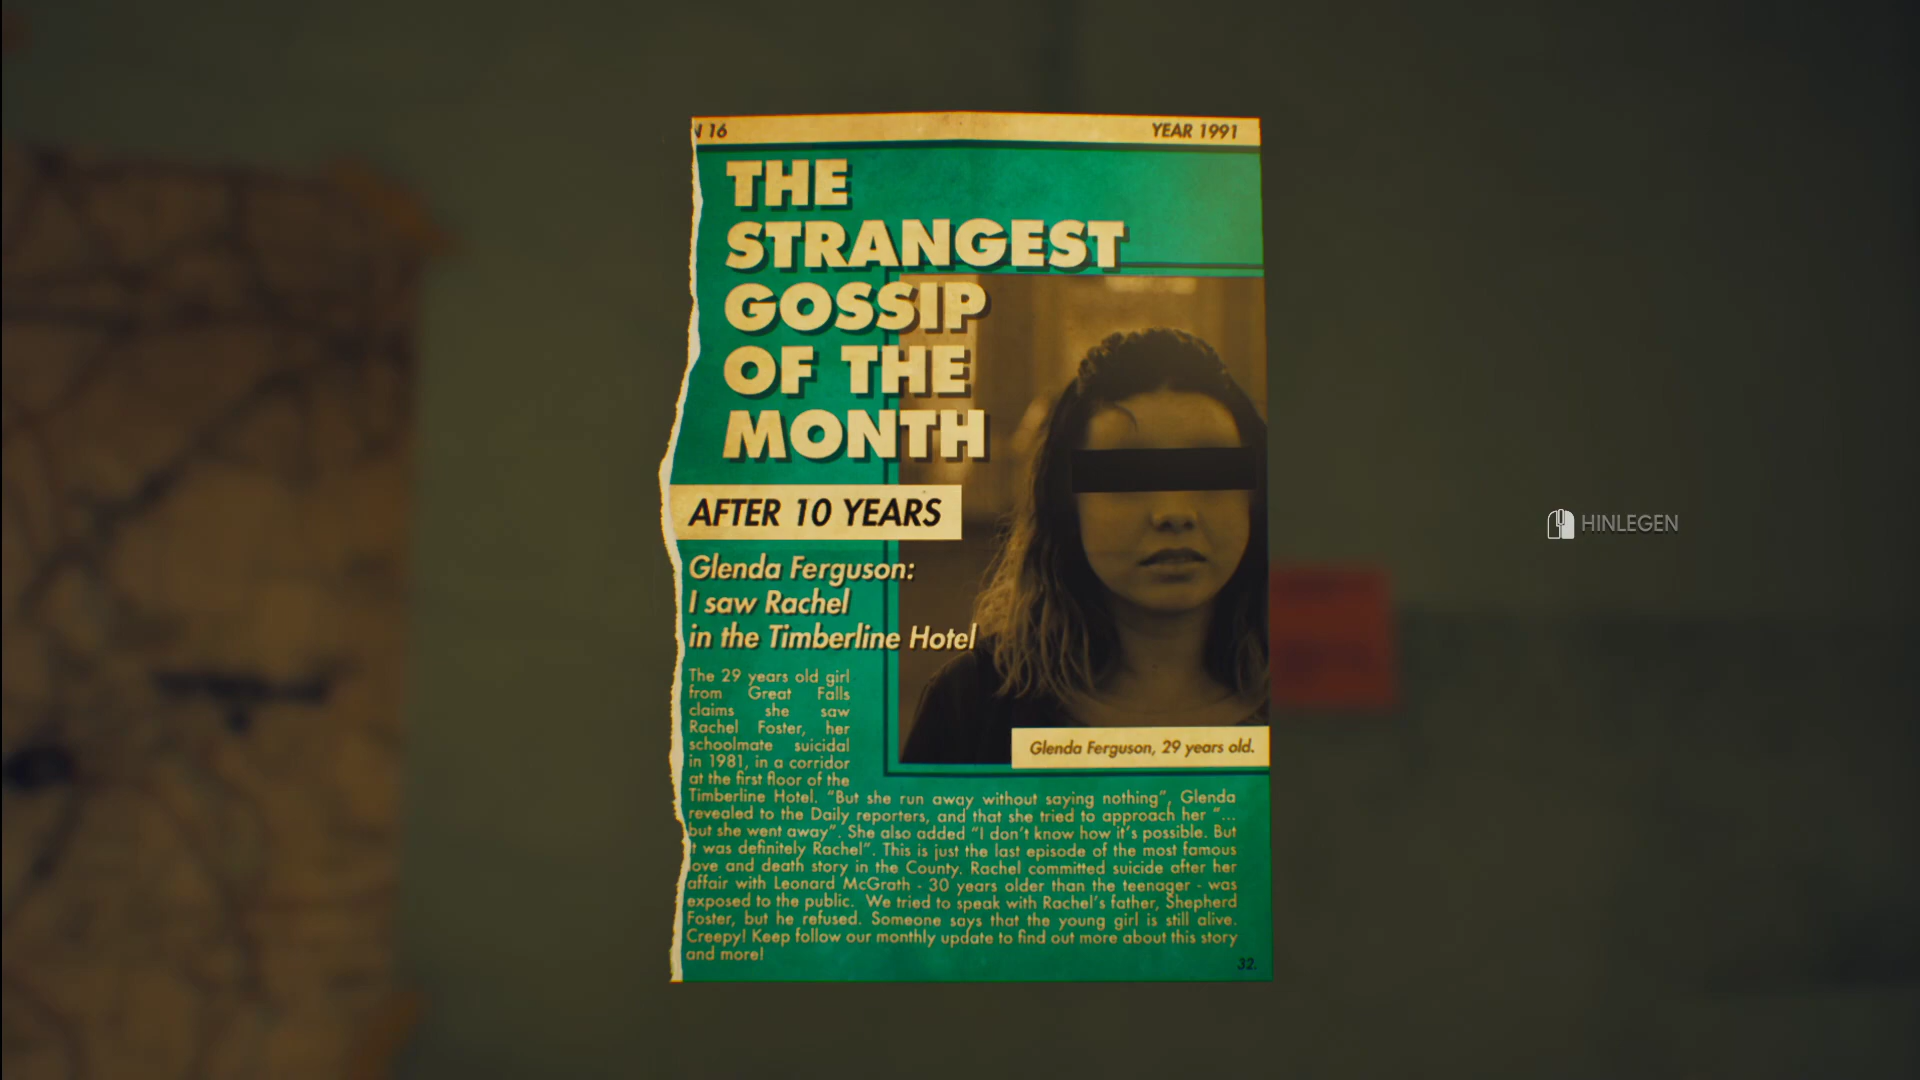 16
YEAR 1991
THE
STRANGEST
GOSSIP
OF THE
MONTH
AFTER 10 YEARS
Glenda Ferguson:
I saw Rachel
in the Timberline Hotel
The 29 years old girl
from Great Falls
claims she saw
Rachel Foster, her
schoolmate suicidal
in 1981, in a corridor
at the first floor of the
Timberline Hotel. “But she run away without saying nothing”, Glenda
revealed to the Daily reporters, and that she tried to approach her “...
but she went away”. She also added “I don’t know how it’s possible. But
it was definitely Rachel”. This is just the last episode of the most famous
love and death story in the County. Rachel committed suicide after her
affair with Leonard McGrath - 30 years older than the teenager - was
exposed to the public. We tried to speak with Rachel’s father, Shepherd
Foster, but he refused. Someone says that the young girl is still alive.
Creepy! Keep follow our monthly update to find out more about this story
and more!
Glenda Ferguson, 29 years old.
32.
HINLEGEN